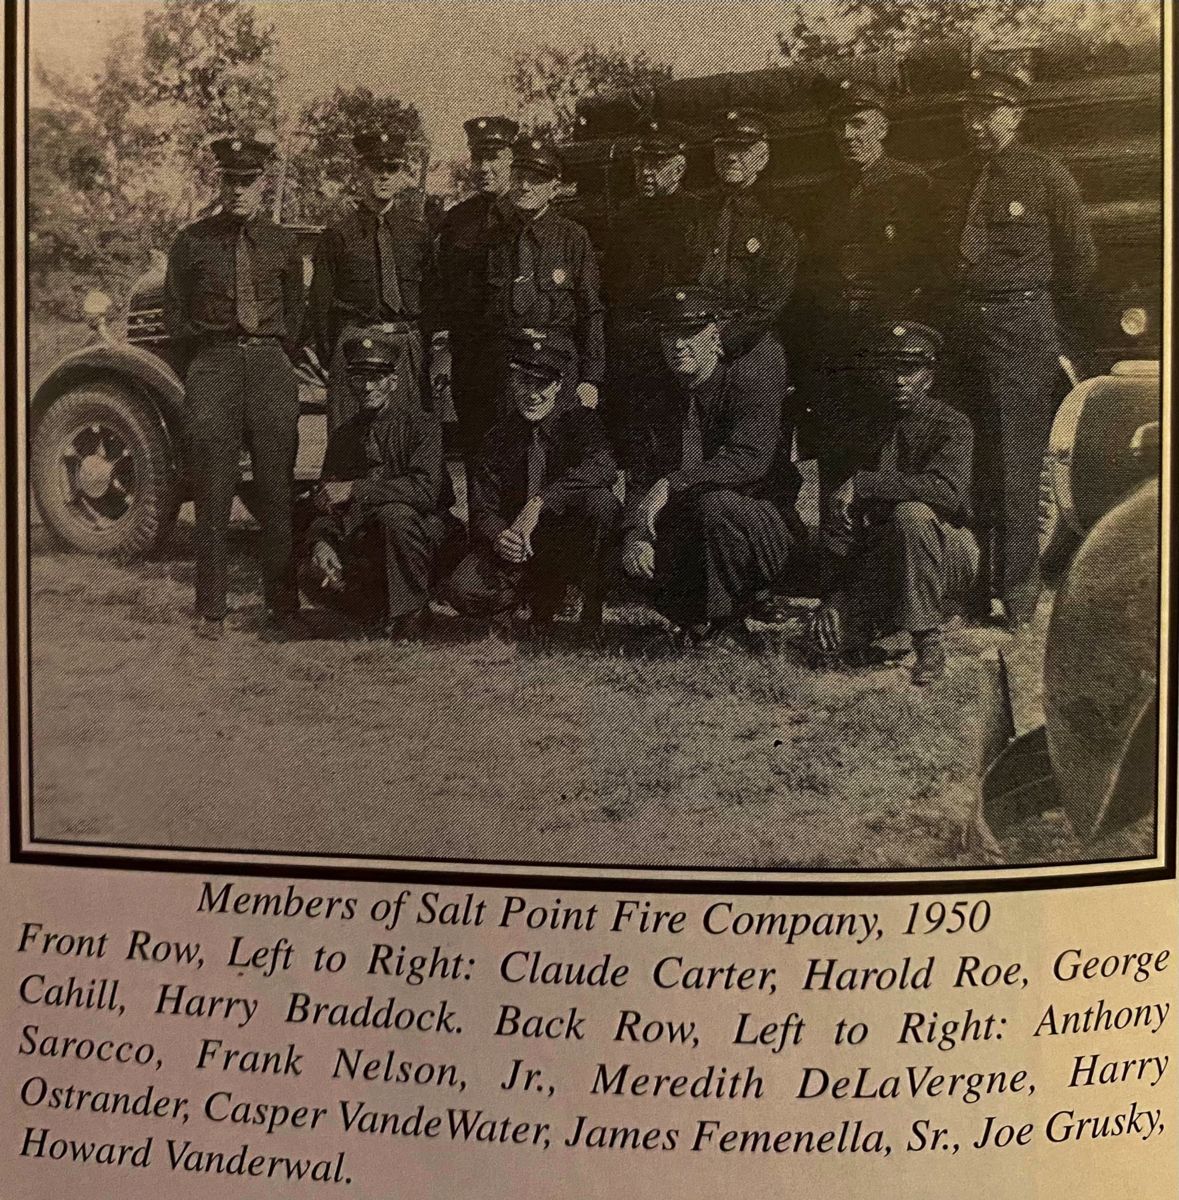 Members of Salt Point Fire Company, 1950
Front Row, Left to Right: Claude Carter, Harold Roe, George
Cahill, Harry Braddock. Back Row, Left to Right: Anthony
Sarocco, Frank Nelson, Jr., Meredith DeLaVergne, Harry
Ostrander, Casper VandeWater, James Femenella, Sr., Joe Grusky,
Howard Vanderwal.